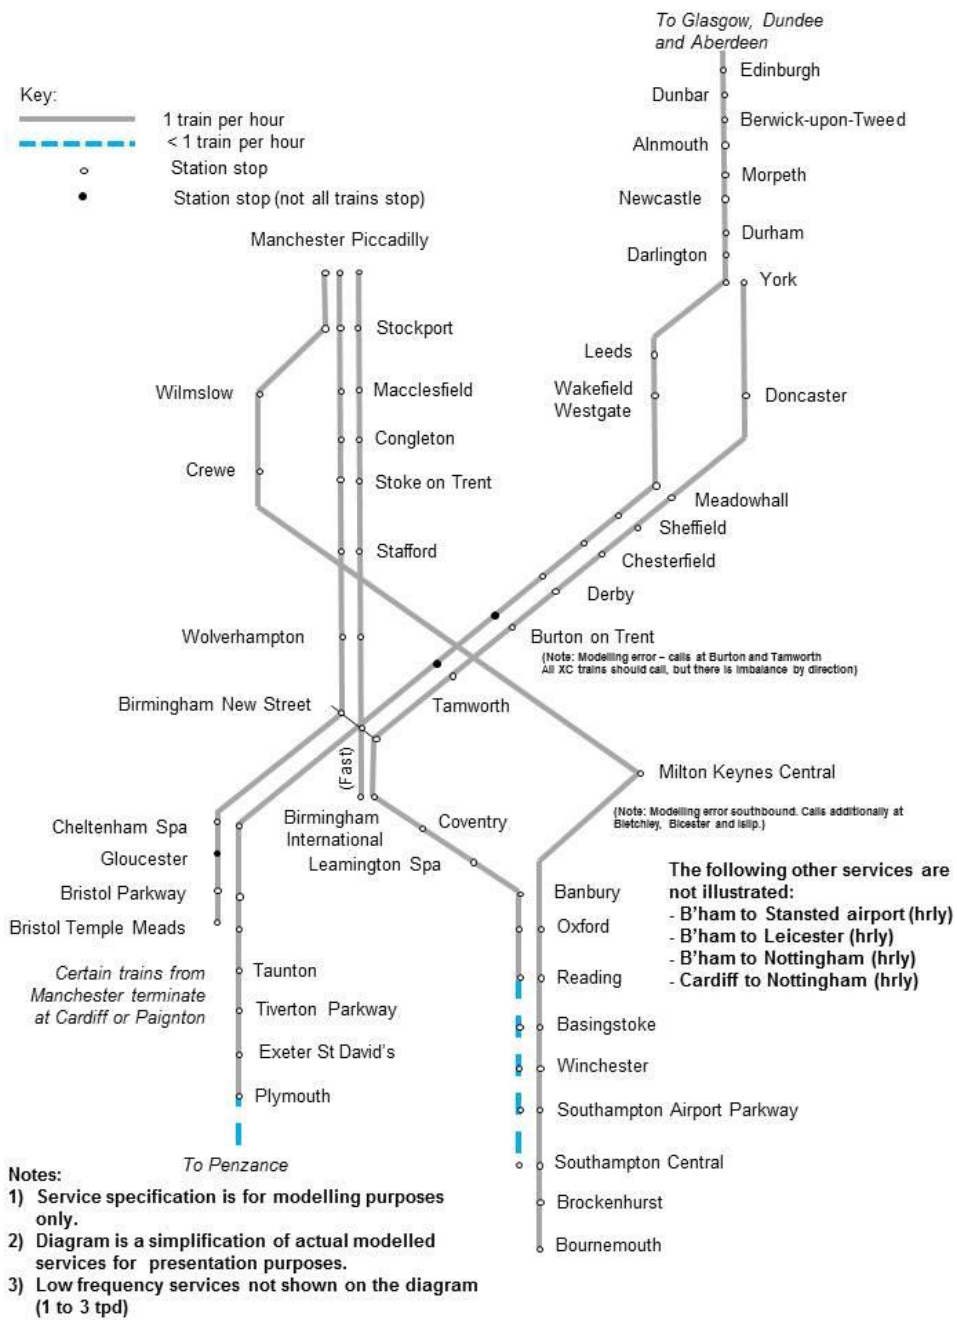 To Glasgow, Dundee
and Aberdeen
Edinburgh
Key:
Dunbar
1 train per hour
Berwick-upon-Tweed
< 1 train per hour
Alnmouth
Station stop
Morpeth
Station stop (not all trains stop)
Newcastle
Durham
Manchester Piccadilly
Darlington
York
Stockport
Leeds
Wilmslow
Macclesfield
Wakefield
Westgate
Doncaster
Congleton
Crewe
Stoke on Trent
Meadowhall
Sheffield
Stafford
Chesterfield
Derby
Wolverhampton
Burton on Trent
(Note: Modelling error – calls at Burton and Tamworth
All XC trains should call, but there is imbalance by direction)
Birmingham New Street
Tamworth
(Fast)
Milton Keynes Central
(Note: Modelling error southbound. Calls additionally at
Bletchley, Bicester and Islip.)
Birmingham
International
Coventry
Cheltenham Spa
Leamington Spa
Gloucester
Bristol Parkway
Banbury
Bristol Temple Meads
Oxford
The following other services are
not illustrated:
- B'ham to Stansted airport (hrly)
- B'ham to Leicester (hrly)
- B'ham to Nottingham (hrly)
- Cardiff to Nottingham (hrly)
Certain trains from
Manchester terminate
at Cardiff or Paignton
Taunton
Reading
Tiverton Parkway
Basingstoke
Exeter St David's
Winchester
Plymouth
Southampton Airport Parkway
To Penzance
Southampton Central
Brockenhurst
Bournemouth
Notes:
1) Service specification is for modelling purposes
only.
2) Diagram is a simplification of actual modelled
services for presentation purposes.
3) Low frequency services not shown on the diagram
(1 to 3 tpd)